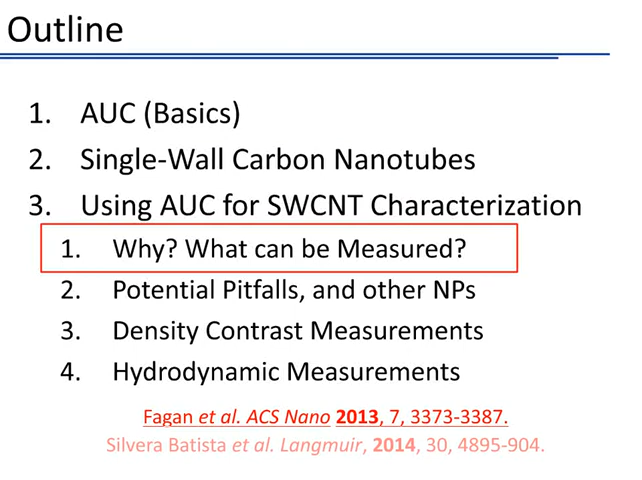 Outline
1. AUC (Basics)
2. Single-Wall Carbon Nanotubes
3. Using AUC for SWCNT Characterization
1. Why? What can be Measured?
2. Potential Pitfalls, and other NPs
3. Density Contrast Measurements
4. Hydrodynamic Measurements
Fagan et al. ACS Nano 2013, 7, 3373-3387.
Silvera Batista et al. Langmuir, 2014, 30, 4895-904.